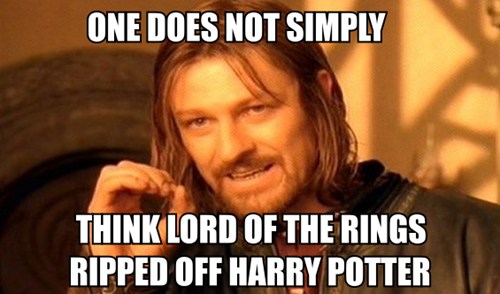 ONE DOES NOT SIMPLY
THINK LORD OF THE RINGS
RIPPED OFF HARRY POTTER